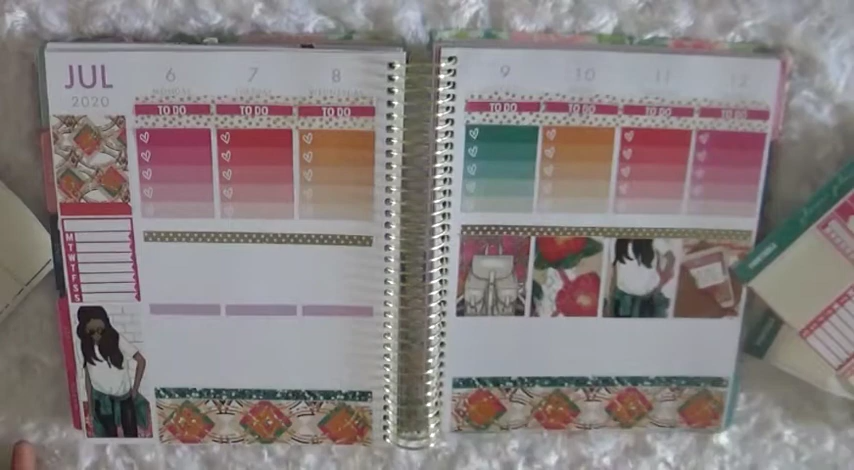 JUL
2020
6 7 8
MONDAY
TO DO TO DO TO DO
M
T
W
T
F
S
S
9 10 11 12
TO DO TO DO TO DO TO DO